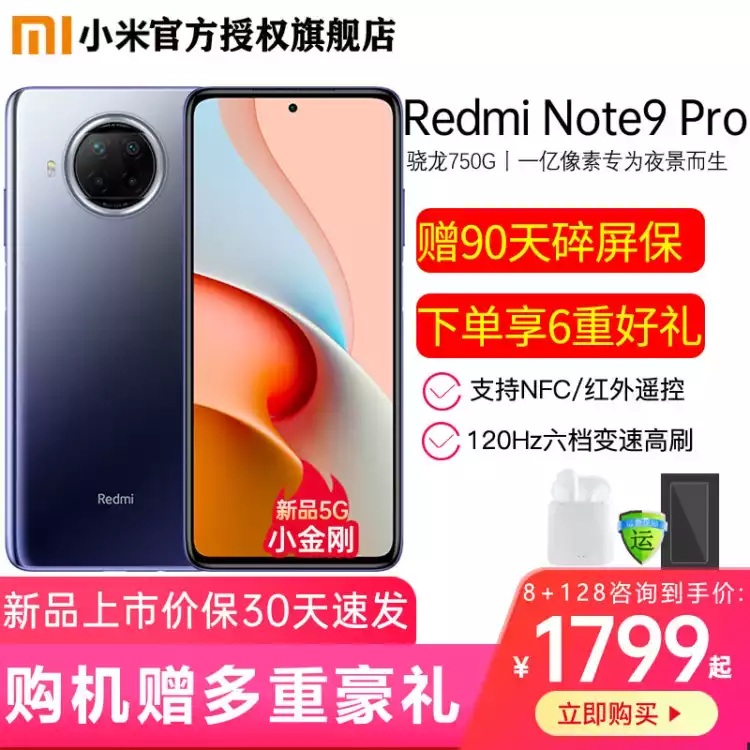 mi小米官方授权旗舰店
Redmi Note9 Pro
骁龙750G|一亿像素专为夜景而生
赠90天碎屏保
下单享6重好礼
支持NFC/红外遥控
120Hz六档变速高刷
Redmi
新品5G
小金刚
运
新品上市价保30天速发
8+128咨询到手价:
¥1799起
购机赠多重豪礼
立即购买▶